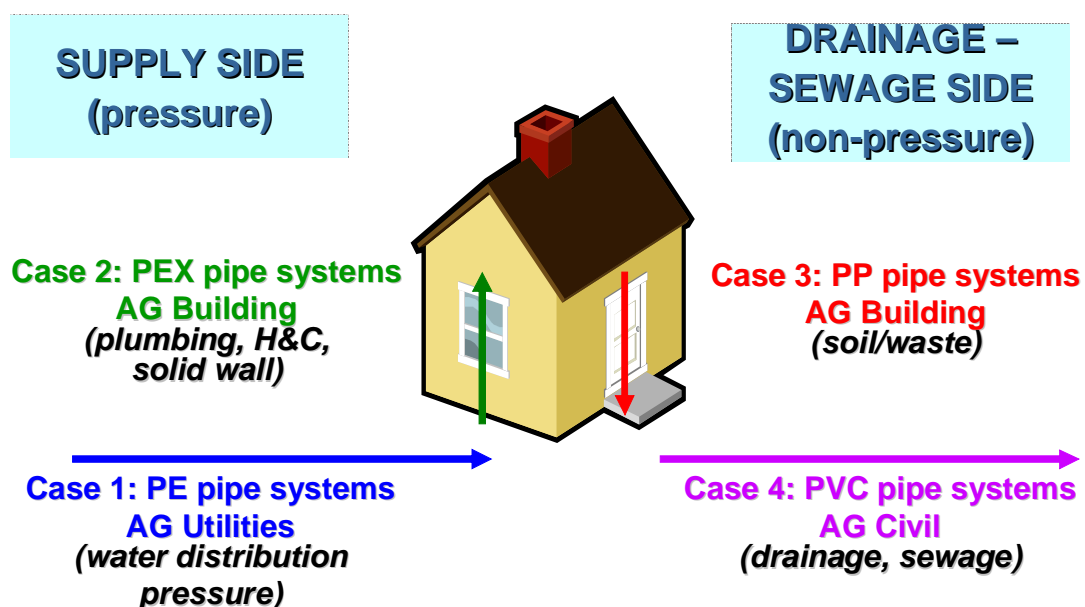 SUPPLY SIDE
(pressure)
DRAINAGE –
SEWAGE SIDE
(non-pressure)
Case 2: PEX pipe systems
AG Building
(plumbing, H&C,
solid wall)
Case 3: PP pipe systems
AG Building
(soil/waste)
Case 1: PE pipe systems
AG Utilities
(water distribution
pressure)
Case 4: PVC pipe systems
AG Civil
(drainage, sewage)